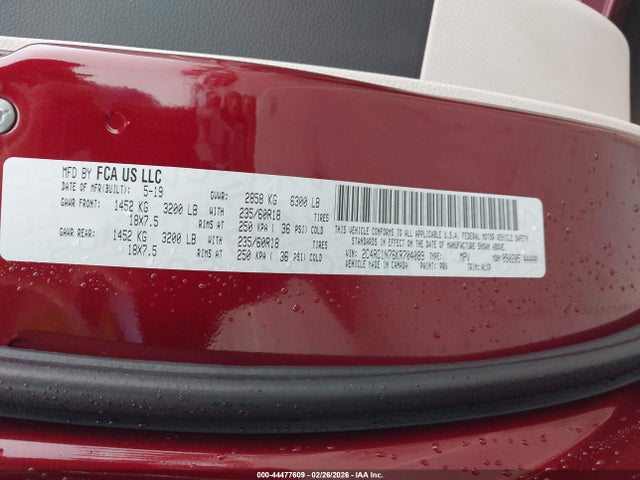 MFD BY FCA US LLC
DATE OF MFR(BUILT): 5-19 GVWR: 2858 KG 6300 LB
GAWR FRONT: 1452 KG 3200 LB WITH 235/60R18 TIRES
18X7.5 RIMS AT 250 KPA ( 36 PSI) COLD
GAWR REAR: 1452 KG 3200 LB WITH 235/60R18 TIRES
18X7.5 RIMS AT 250 KPA ( 36 PSI) COLD
THIS VEHICLE CONFORMS TO ALL APPLICABLE U.S.A. FEDERAL MOTOR VEHICLE SAFETY
STANDARDS IN EFFECT ON THE DATE OF MANUFACTURE SHOWN ABOVE.
VIN: TYPE: MPV MDH:
VEHICLE MADE IN CANADA PAINT: PRV TRIM:
000-44477609 - 02/26/2026 - IAA Inc.